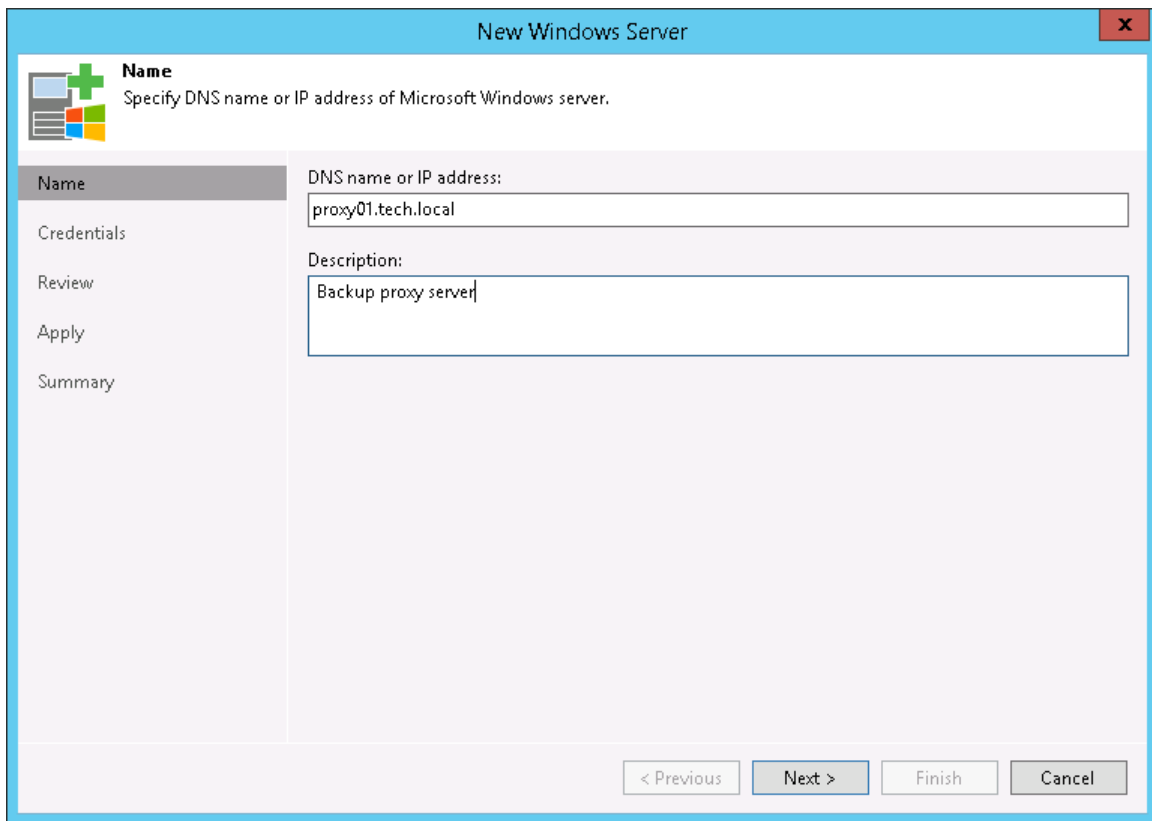 New Windows Server
x
Name
Specify DNS name or IP address of Microsoft Windows server.
Name
Credentials
Review
Apply
Summary
DNS name or IP address:
proxy01.tech.local
Description:
Backup proxy server
< Previous
Next >
Finish
Cancel